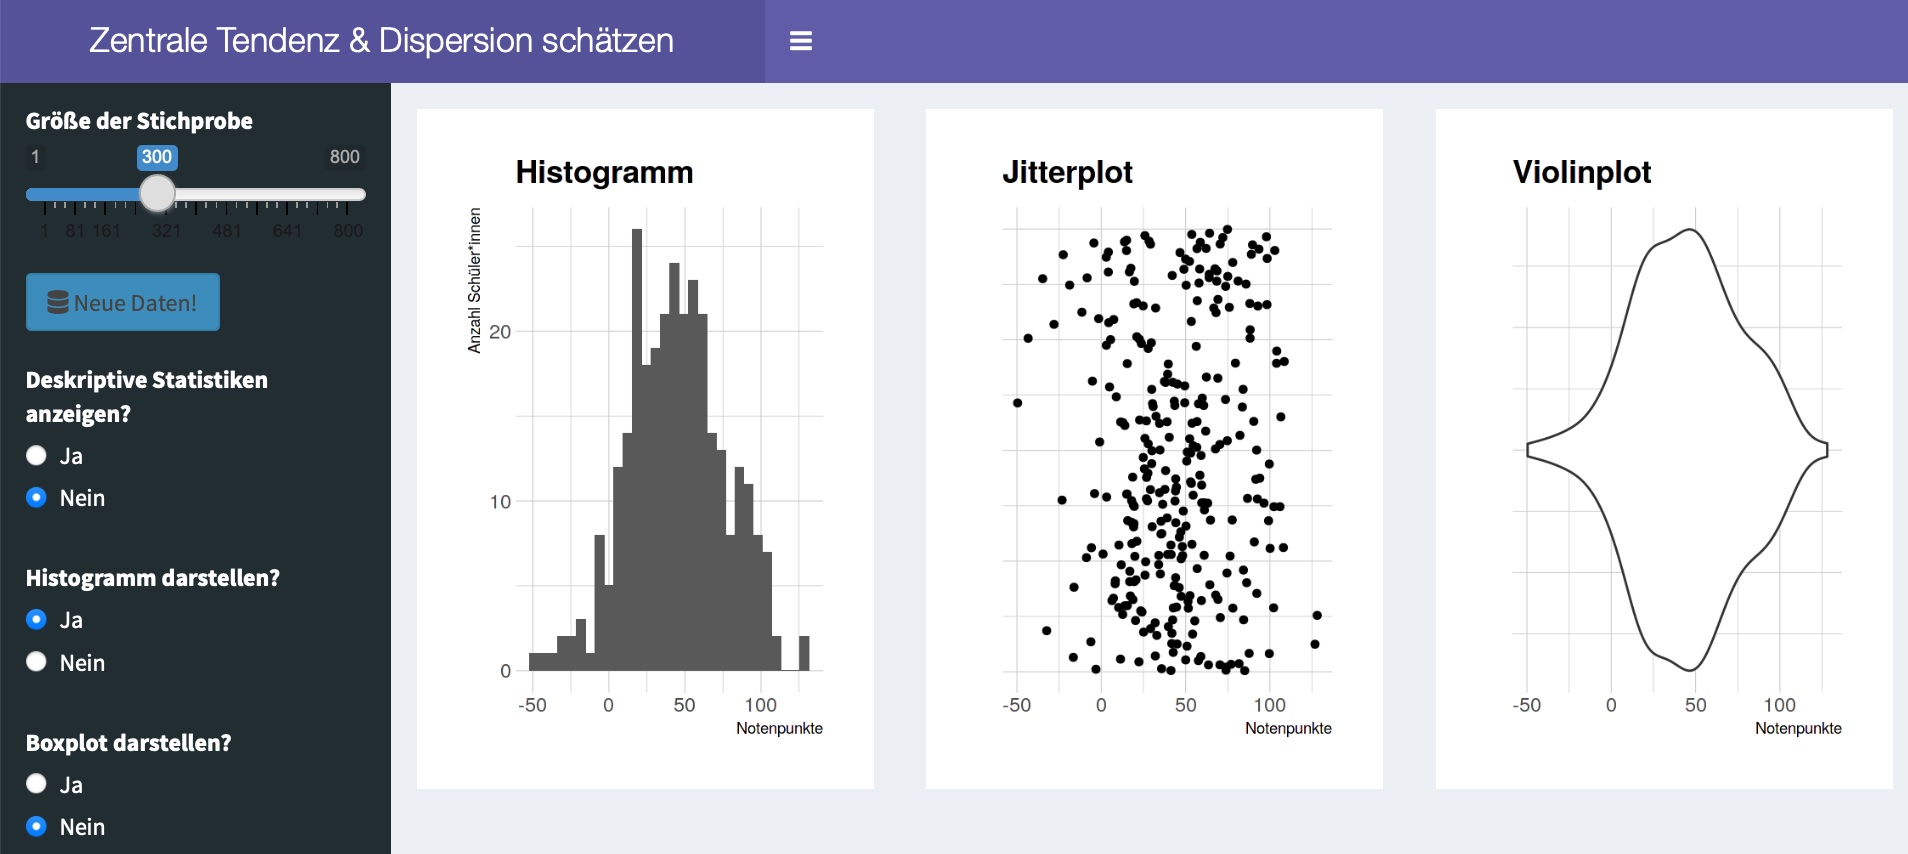 Zentrale Tendenz & Dispersion schätzen
Größe der Stichprobe
1 300 800
1 81 161 321 481 641 800
Neue Daten!
Deskriptive Statistiken
anzeigen?
Ja
Nein
Histogramm darstellen?
Ja
Nein
Boxplot darstellen?
Ja
Nein
Histogramm
Anzahl Schüler*innen
20
10
0
-50 0 50 100
Notenpunkte
Jitterplot
-50 0 50 100
Notenpunkte
Violinplot
-50 0 50 100
Notenpunkte